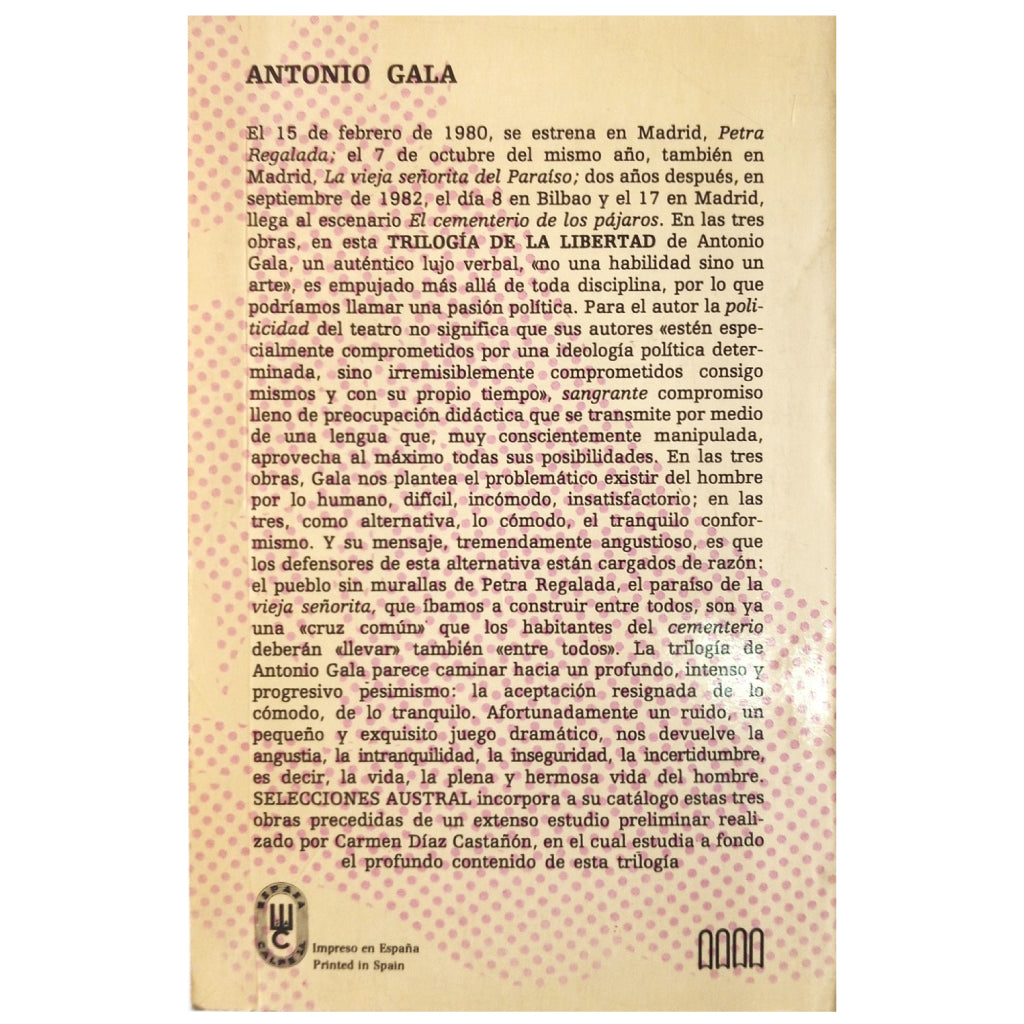 ANTONIO GALA
El 15 de febrero de 1980, se estrena en Madrid, Petra
Regalada; el 7 de octubre del mismo año, también en
Madrid, La vieja señorita del Paraíso; dos años después, en
septiembre de 1982, el día 8 en Bilbao y el 17 en Madrid,
llega al escenario El cementerio de los pájaros. En las tres
obras, en esta TRILOGÍA DE LA LIBERTAD de Antonio
Gala, un auténtico lujo verbal, «no una habilidad sino un
arte», es empujado más allá de toda disciplina, por lo que
podríamos llamar una pasión política. Para el autor la poli-
ticidad del teatro no significa que sus autores «estén espe-
cialmente comprometidos por una ideología política deter-
minada, sino irremisiblemente comprometidos consigo
mismos y con su propio tiempo», sangrante compromiso
lleno de preocupación didáctica que se transmite por medio
de una lengua que, muy conscientemente manipulada,
aprovecha al máximo todas sus posibilidades. En las tres
obras, Gala nos plantea el problemático existir del hombre
por lo humano, difícil, incómodo, insatisfactorio; en las
tres, como alternativa, lo cómodo, el tranquilo confor-
mismo. Y su mensaje, tremendamente angustioso, es que
los defensores de esta alternativa están cargados de razón:
el pueblo sin murallas de Petra Regalada, el paraíso de la
vieja señorita, que íbamos a construir entre todos, son ya
una «cruz común» que los habitantes del cementerio
deberán «llevar» también «entre todos». La trilogía de
Antonio Gala parece caminar hacia un profundo, intenso y
progresivo pesimismo: la aceptación resignada de lo
cómodo, de lo tranquilo. Afortunadamente un ruido, un
pequeño y exquisito juego dramático, nos devuelve la
angustia, la intranquilidad, la inseguridad, la incertidumbre,
es decir, la vida, la plena y hermosa vida del hombre.
SELECCIONES AUSTRAL incorpora a su catálogo estas tres
obras precedidas de un extenso estudio preliminar reali-
zado por Carmen Díaz Castañón, en el cual estudia a fondo
el profundo contenido de esta trilogía
ESPASA
CALPE
Impreso en España
Printed in Spain